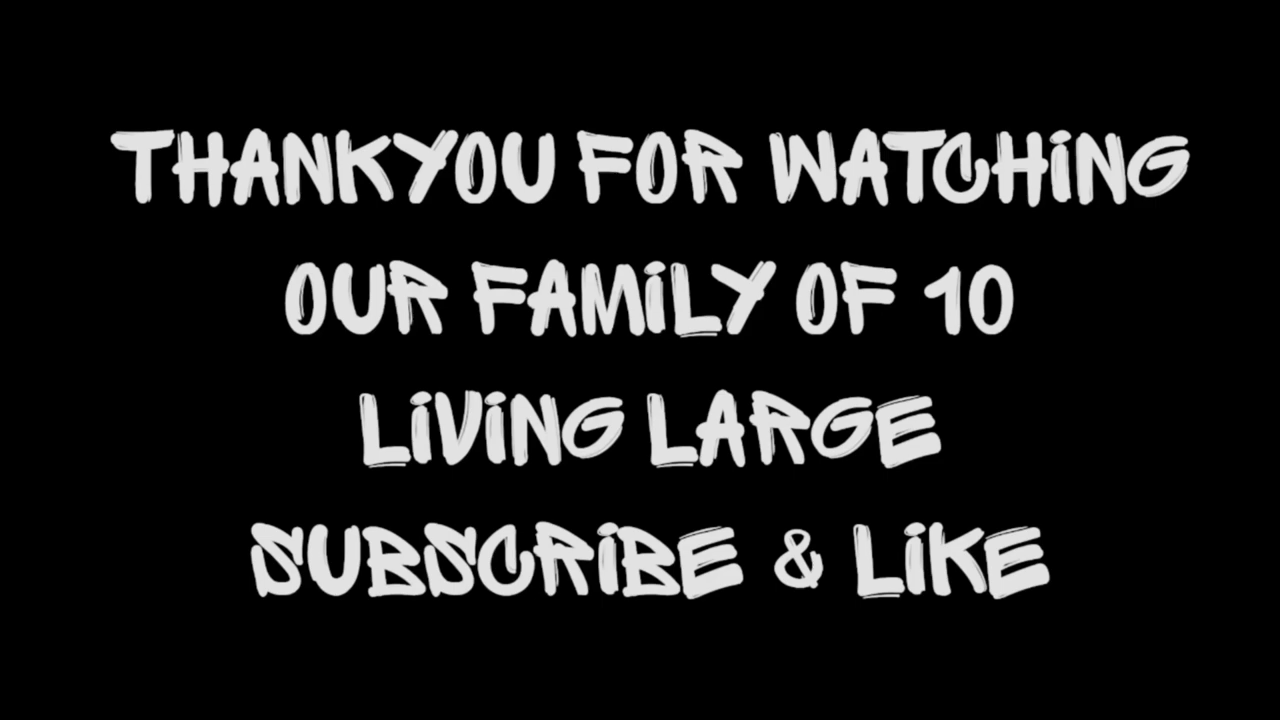 THANKYOU FOR WATCHING
OUR FAMILY OF 10
LIVING LARGE
SUBSCRIBE & LIKE